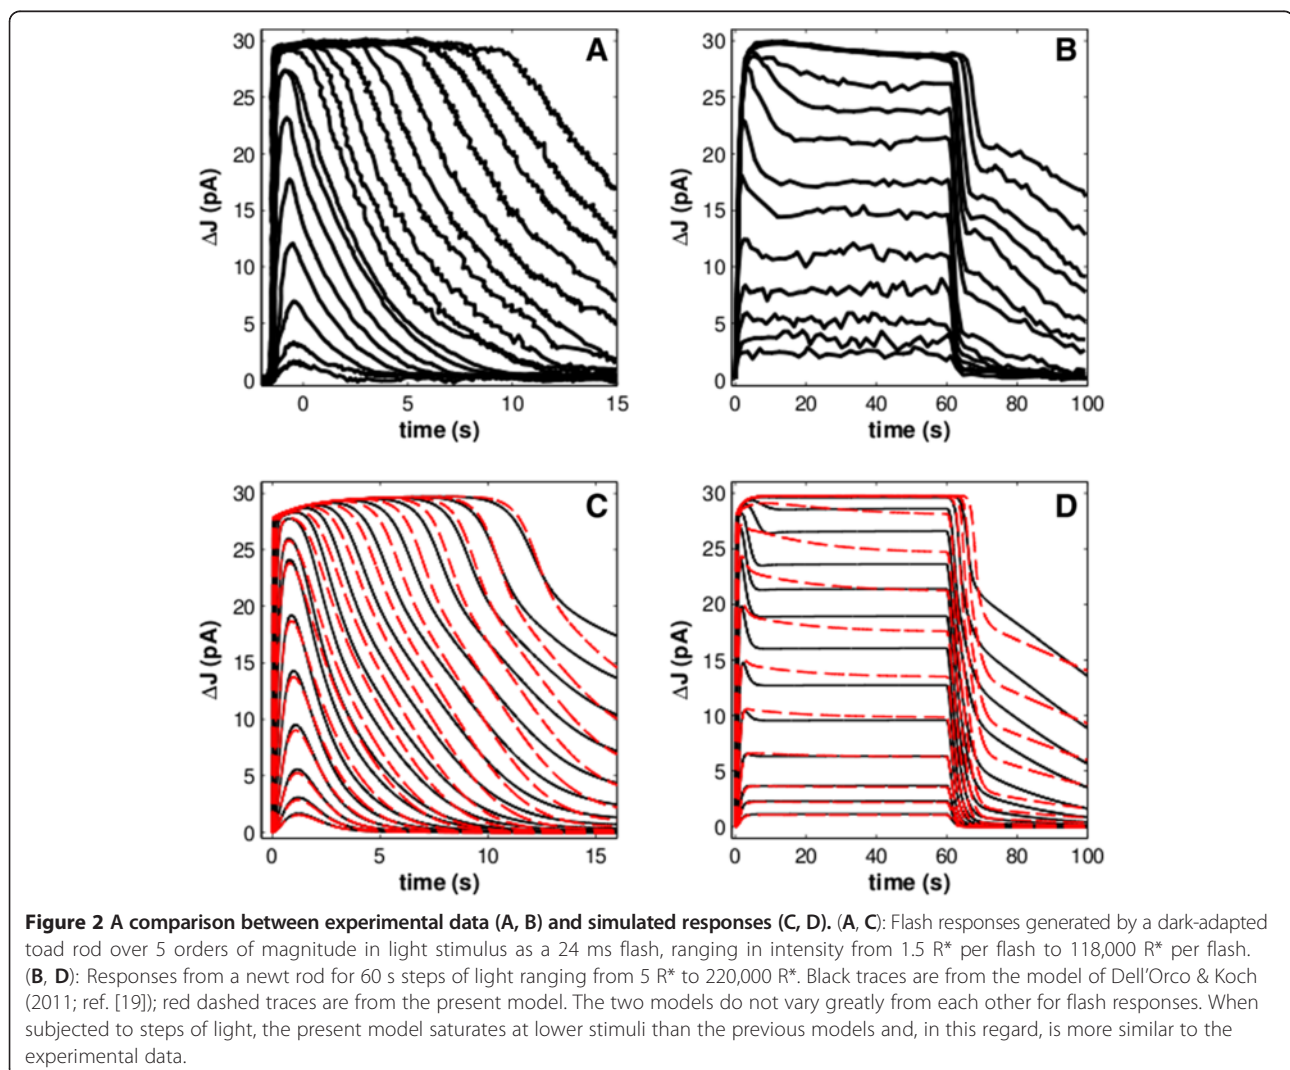 A
30
25
20
15
10
5
0
ΔJ (pA)
0 5 10 15
time (s)
B
30
25
20
15
10
5
0
ΔJ (pA)
0 20 40 60 80 100
time (s)
C
30
25
20
15
10
5
0
ΔJ (pA)
0 5 10 15
time (s)
D
30
25
20
15
10
5
0
ΔJ (pA)
0 20 40 60 80 100
time (s)
Figure 2 A comparison between experimental data (A, B) and simulated responses (C, D). (A, C): Flash responses generated by a dark-adapted
toad rod over 5 orders of magnitude in light stimulus as a 24 ms flash, ranging in intensity from 1.5 R* per flash to 118,000 R* per flash.
(B, D): Responses from a newt rod for 60 s steps of light ranging from 5 R* to 220,000 R*. Black traces are from the model of Dell'Orco & Koch
(2011; ref. [19]); red dashed traces are from the present model. The two models do not vary greatly from each other for flash responses. When
subjected to steps of light, the present model saturates at lower stimuli than the previous models and, in this regard, is more similar to the
experimental data.